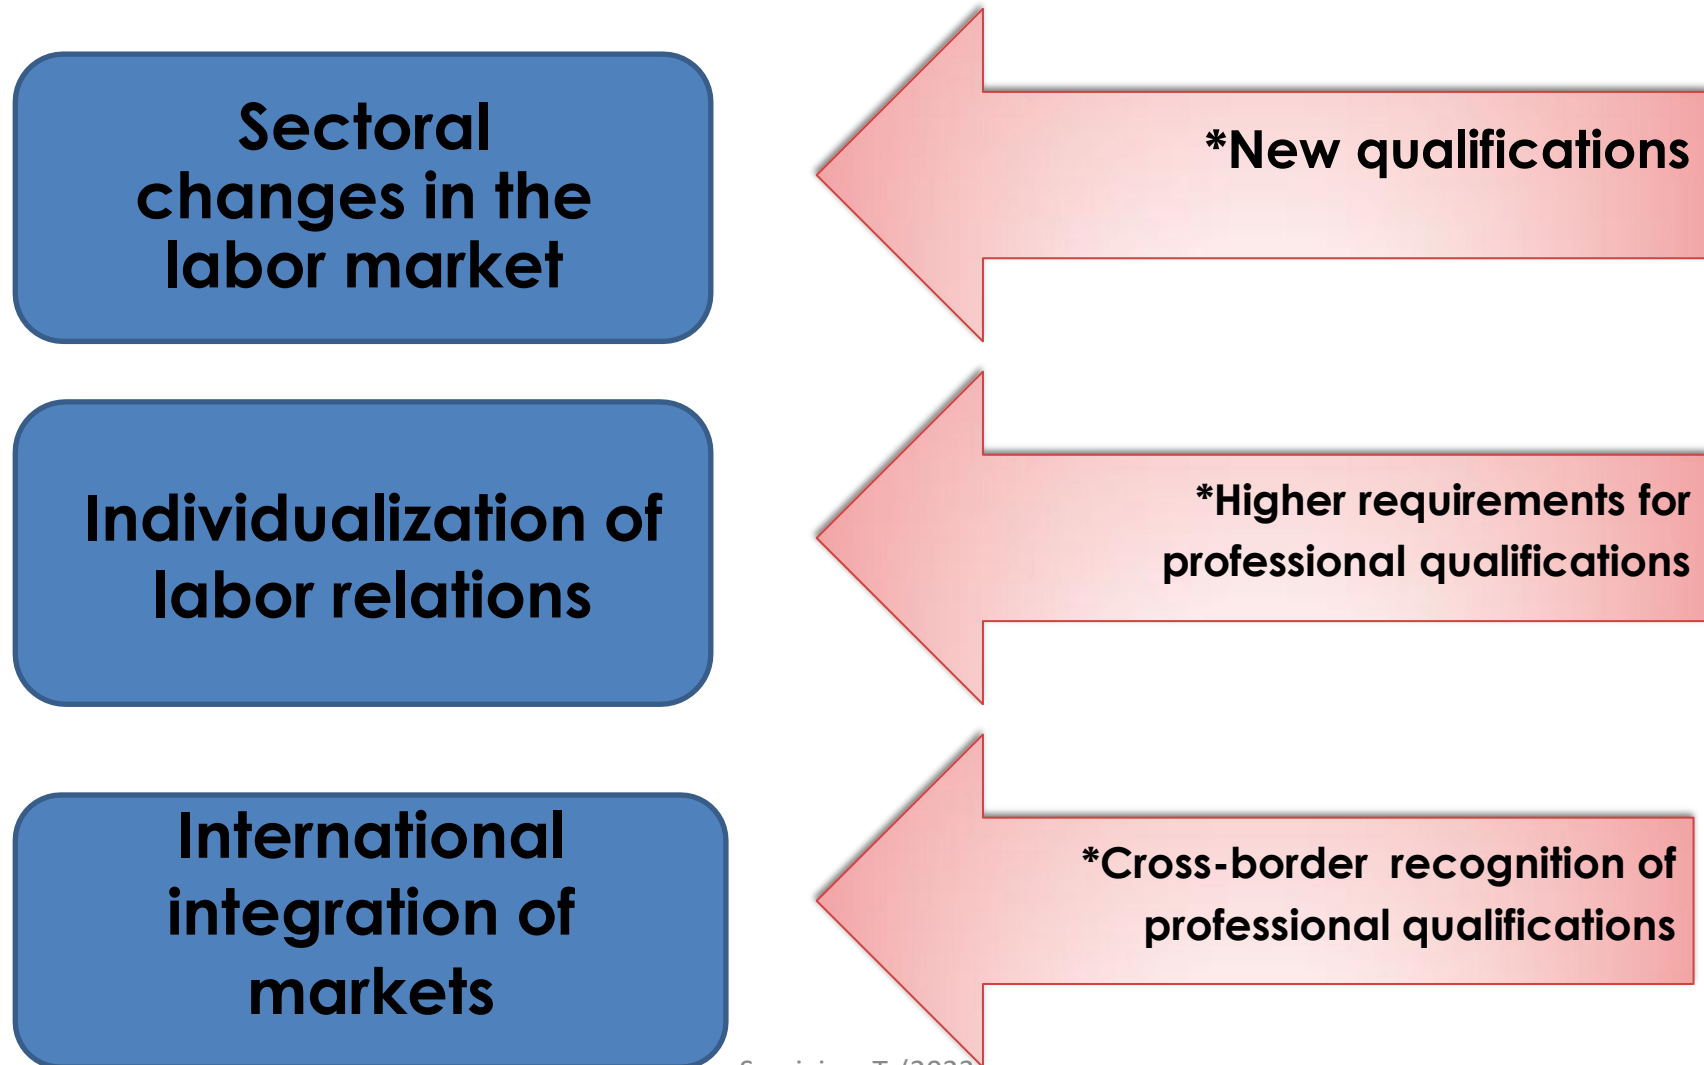 Sectoral
changes in the
labor market
*New qualifications
Individualization of
labor relations
*Higher requirements for
professional qualifications
International
integration of
markets
*Cross-border recognition of
professional qualifications